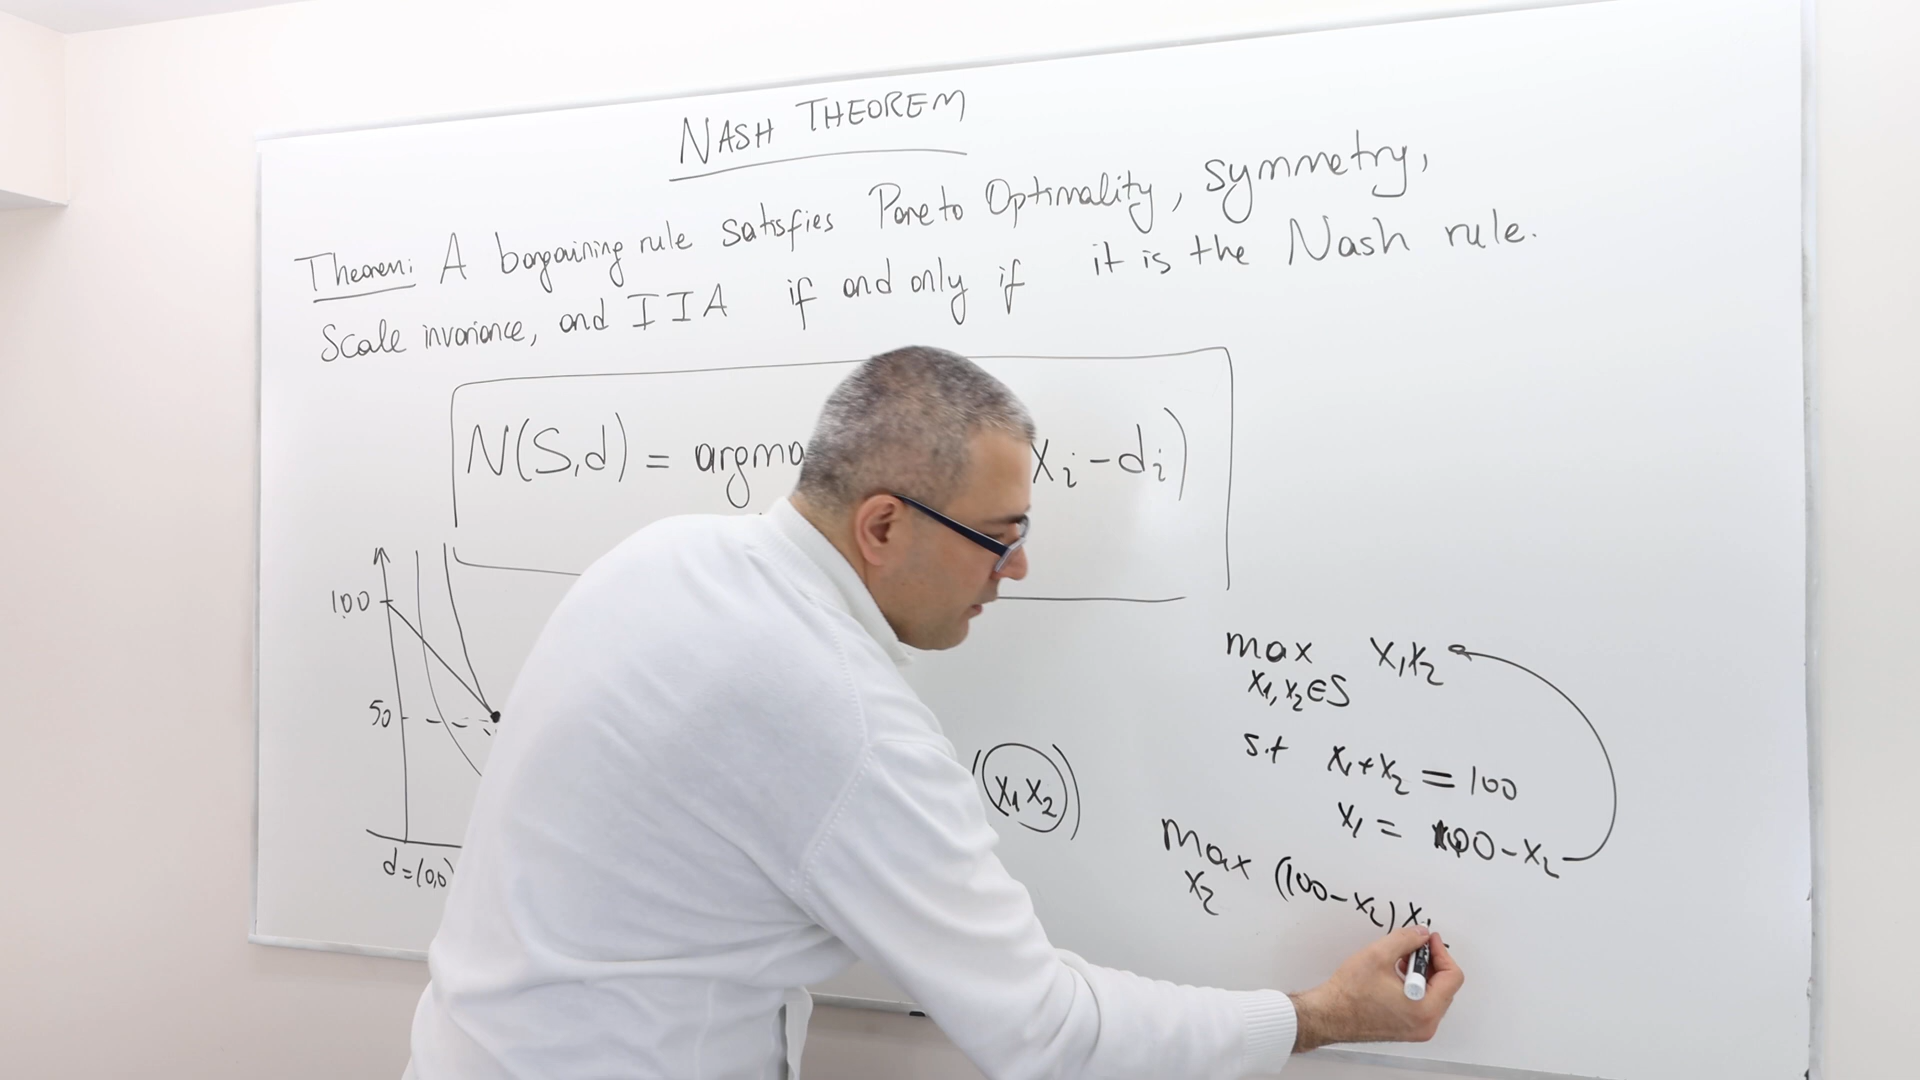 NASH THEOREM
Theorem: A bargaining rule satisfies Pareto Optimality, symmetry,
Scale invariance, and IIA if and only if it is the Nash rule.
N(S,d) = argma xi - di)
100
50
d=(0,0)
(x1 x2)
max x1x2
x1, x2 ∈ S
s.t x1+x2 = 100
x1 = 100-x2
max (100-x2) x
x2